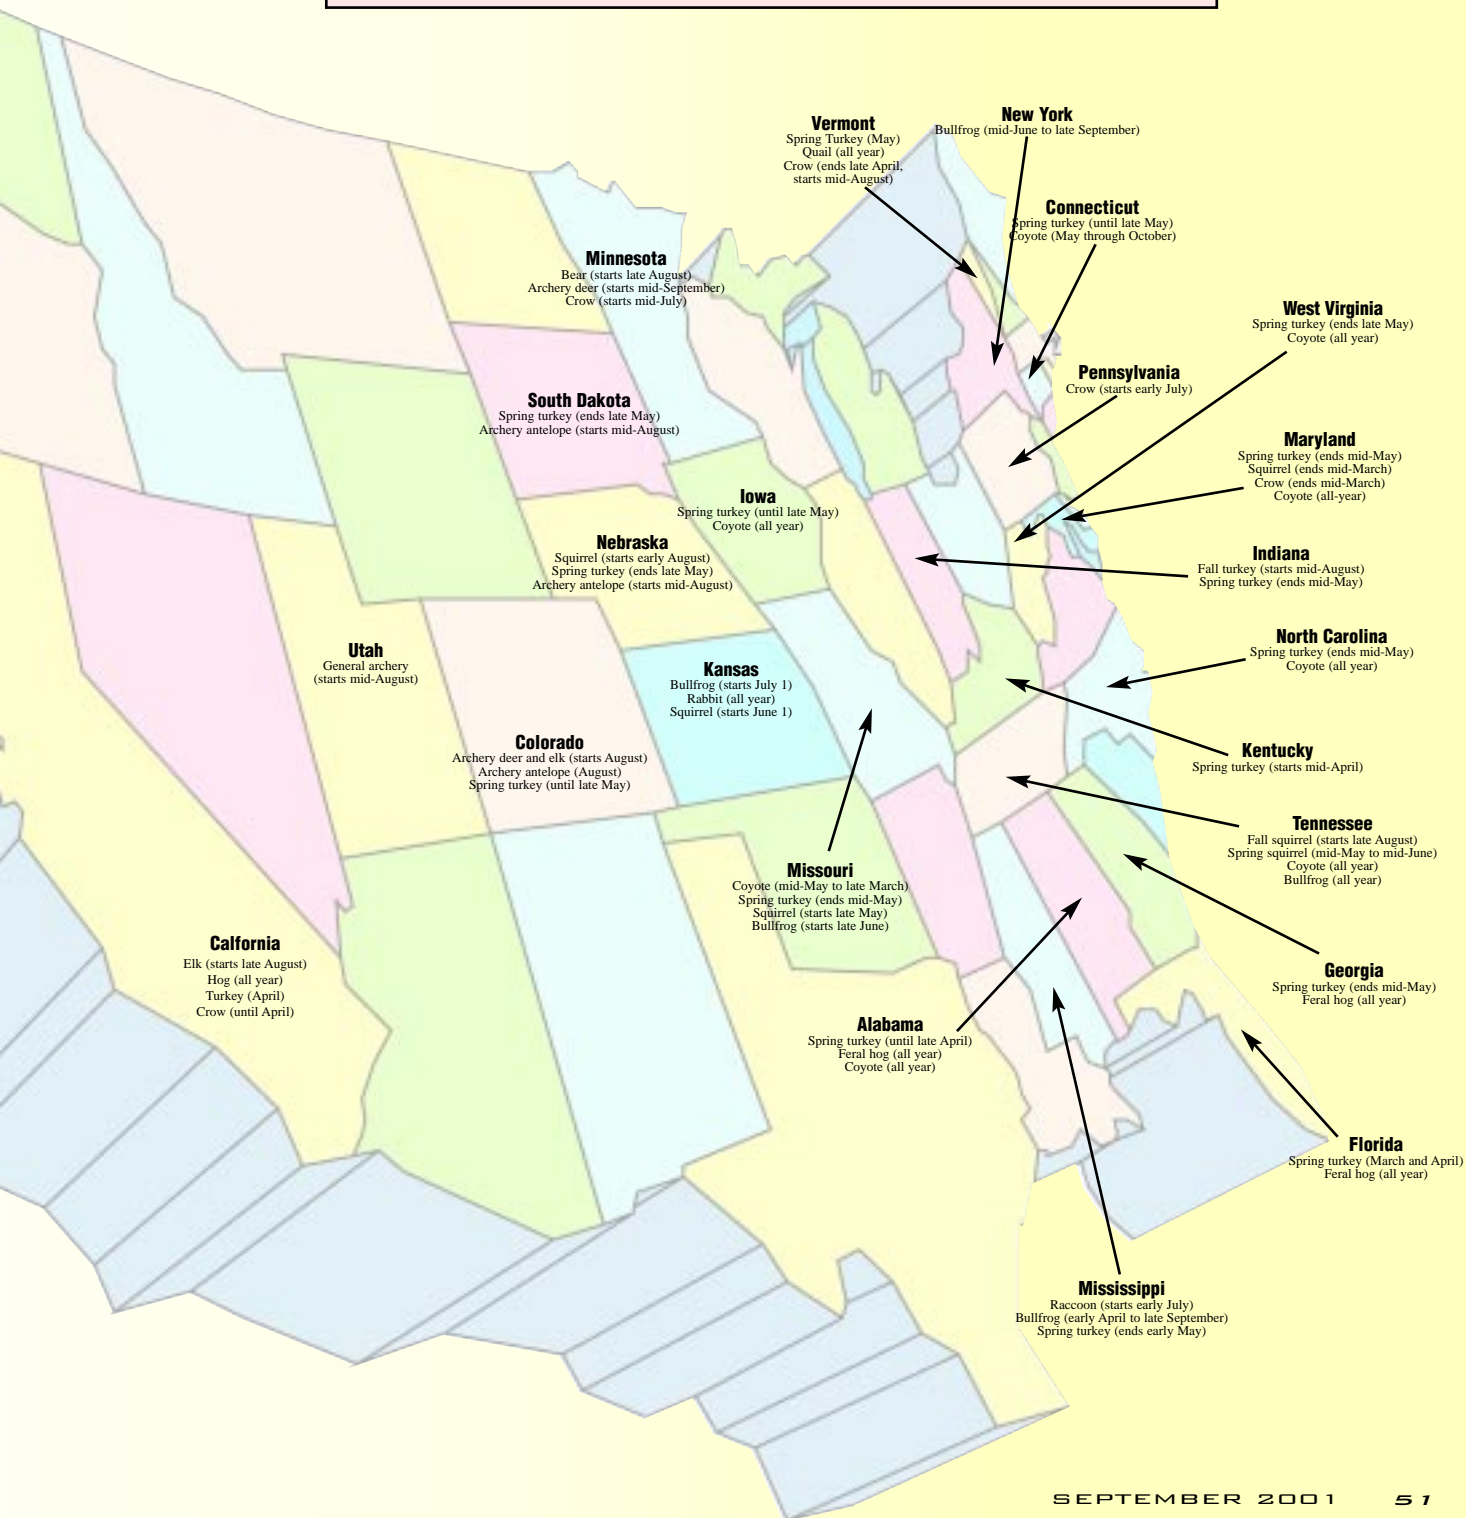 Vermont
Spring Turkey (May)
Quail (all year)
Crow (ends late April,
starts mid-August)
New York
Bullfrog (mid-June to late September)
Connecticut
Spring turkey (until late May)
Coyote (May through October)
Minnesota
Bear (starts late August)
Archery deer (starts mid-September)
Crow (starts mid-July)
West Virginia
Spring turkey (ends late May)
Coyote (all year)
Pennsylvania
Crow (starts early July)
South Dakota
Spring turkey (ends late May)
Archery antelope (starts mid-August)
Maryland
Spring turkey (ends mid-May)
Squirrel (ends mid-March)
Crow (ends mid-March)
Coyote (all-year)
Iowa
Spring turkey (until late May)
Coyote (all year)
Nebraska
Squirrel (starts early August)
Spring turkey (ends late May)
Archery antelope (starts mid-August)
Indiana
Fall turkey (starts mid-August)
Spring turkey (ends mid-May)
Utah
General archery
(starts mid-August)
Kansas
Bullfrog (starts July 1)
Rabbit (all year)
Squirrel (starts June 1)
North Carolina
Spring turkey (ends mid-May)
Coyote (all year)
Colorado
Archery deer and elk (starts August)
Archery antelope (August)
Spring turkey (until late May)
Kentucky
Spring turkey (starts mid-April)
Tennessee
Fall squirrel (starts late August)
Spring squirrel (mid-May to mid-June)
Coyote (all year)
Bullfrog (all year)
Missouri
Coyote (mid-May to late March)
Spring turkey (ends mid-May)
Squirrel (starts late May)
Bullfrog (starts late June)
Calfornia
Elk (starts late August)
Hog (all year)
Turkey (April)
Crow (until April)
Georgia
Spring turkey (ends mid-May)
Feral hog (all year)
Alabama
Spring turkey (until late April)
Feral hog (all year)
Coyote (all year)
Florida
Spring turkey (March and April)
Feral hog (all year)
Mississippi
Raccoon (starts early July)
Bullfrog (early April to late September)
Spring turkey (ends early May)
SEPTEMBER 2001 51